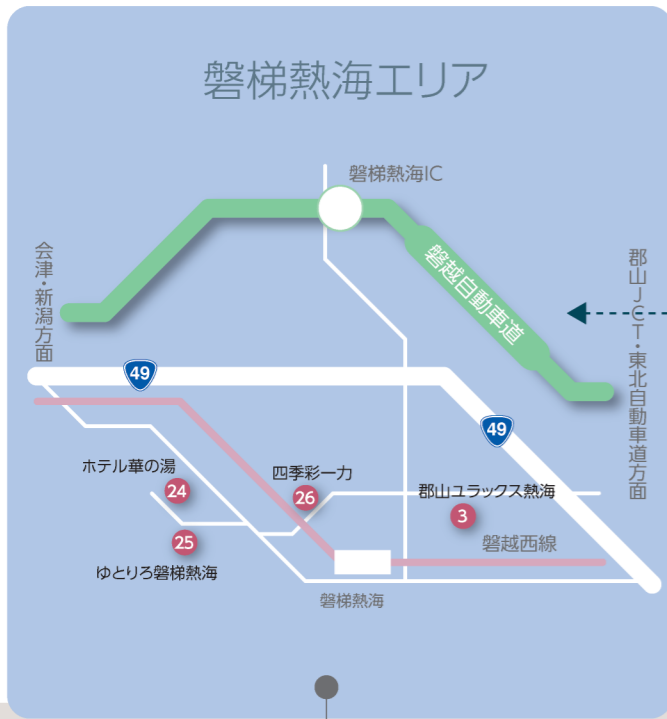 磐梯熱海エリア
磐梯熱海IC
磐越自動車道
会津・新潟方面
郡山JCT・東北自動車道方面
49
49
ホテル華の湯
24
四季彩一力
26
郡山ユラックス熱海
3
25
ゆとりろ磐梯熱海
磐越西線
磐梯熱海